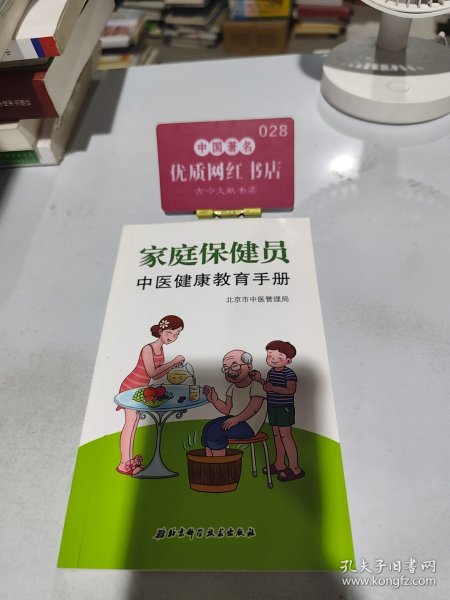 028
中国著名
优质网红书店
古今文献书店
家庭保健员
中医健康教育手册
北京市中医管理局
北京科学技术出版社
孔夫子旧书网
www.kongfz.com